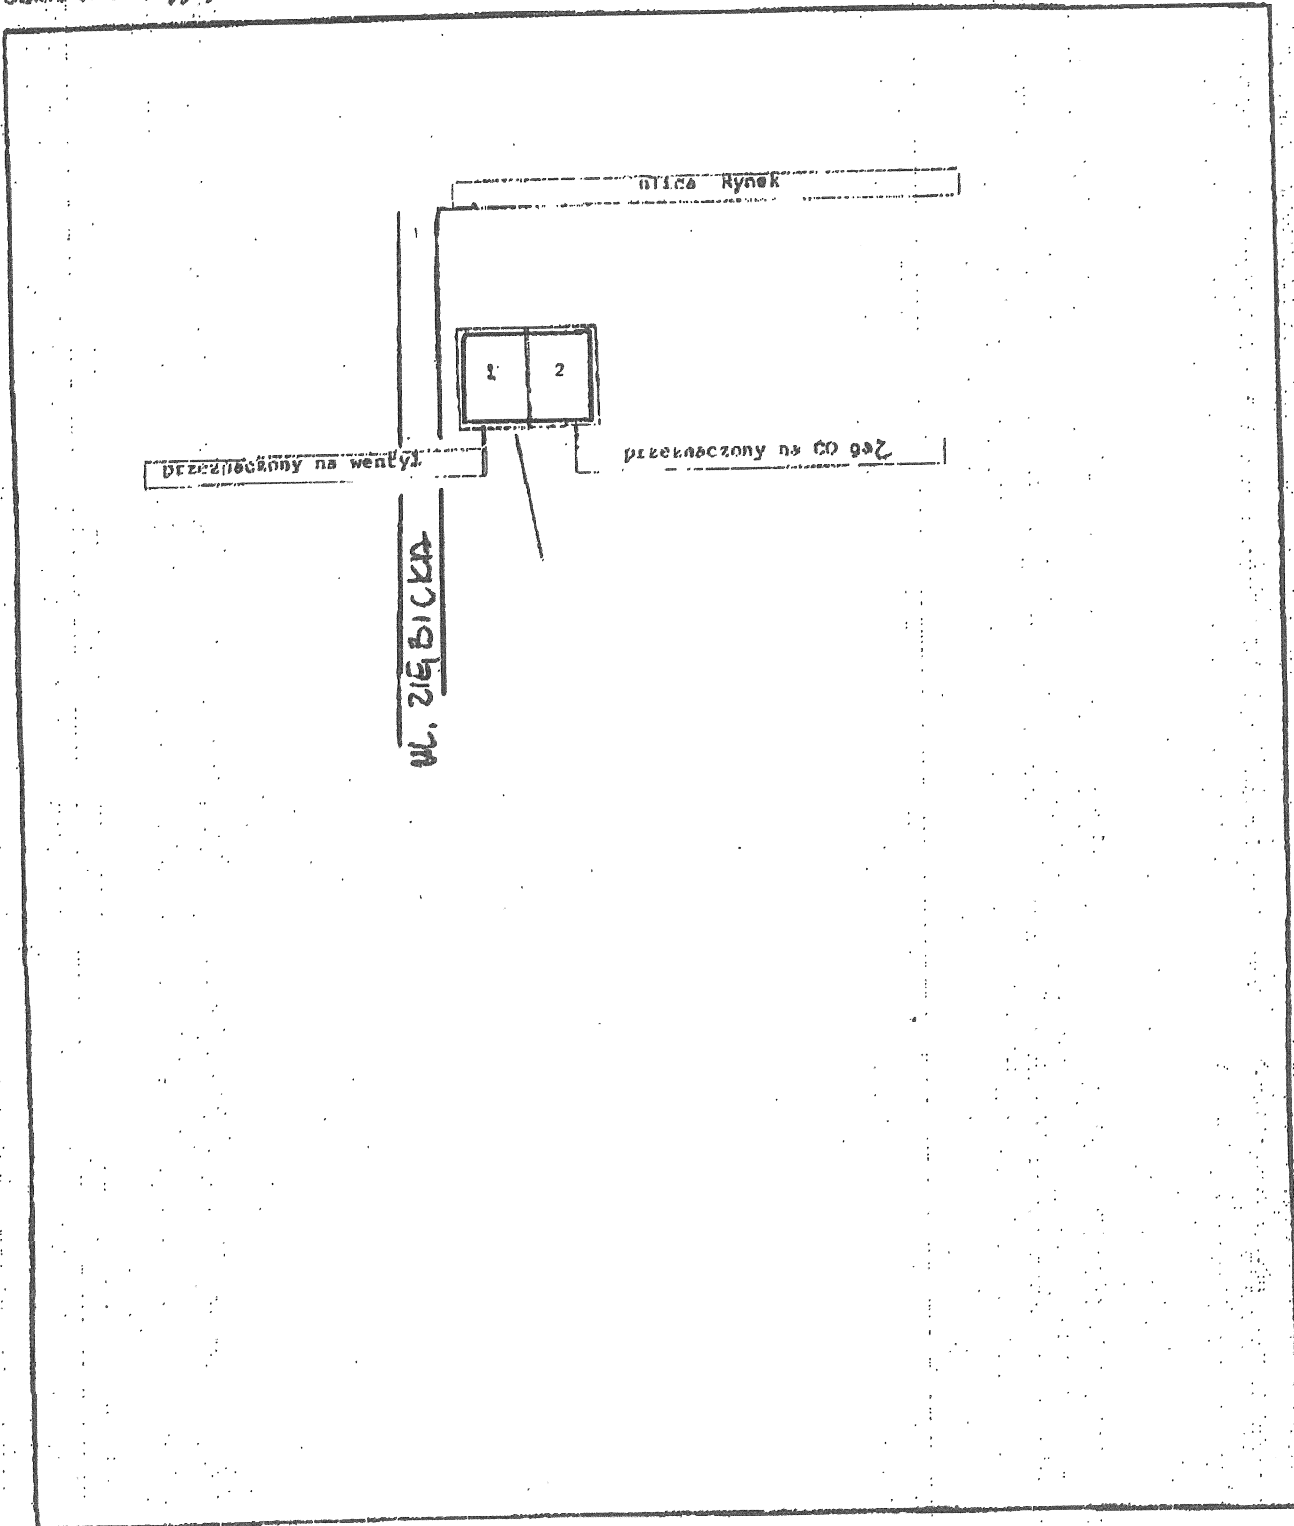 ulica Rynek
1 2
przeznaczony na wentyl.
przeznaczony na CO gaz
UL. ZIĘBICKA